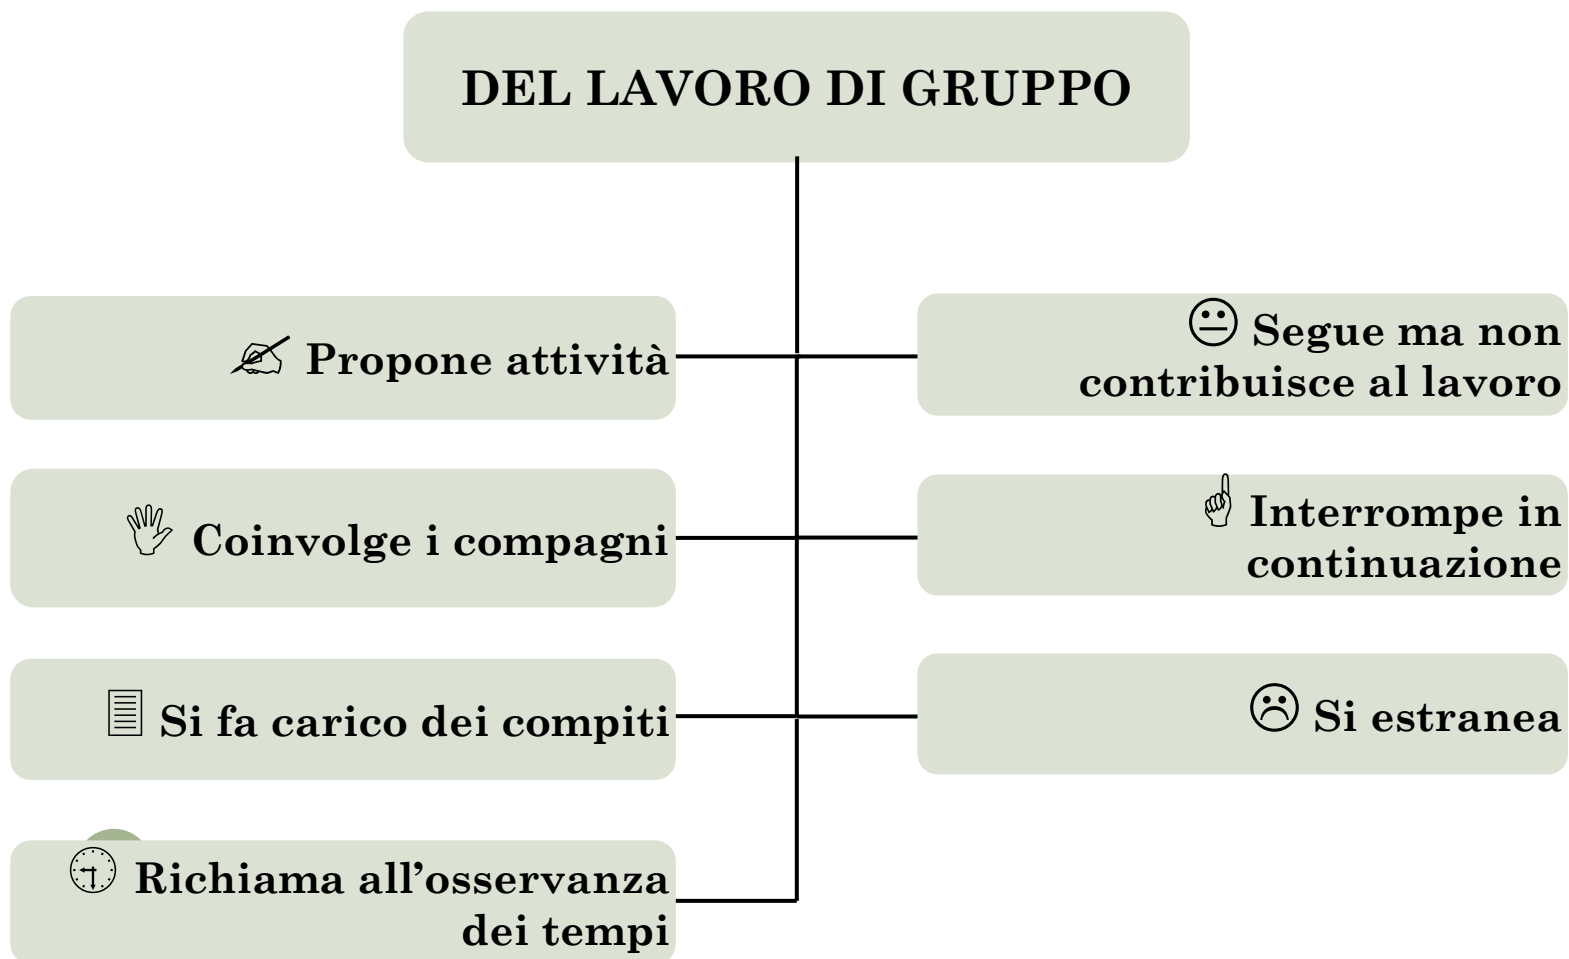 DEL LAVORO DI GRUPPO
Propone attività
Coinvolge i compagni
Si fa carico dei compiti
Richiama all’osservanza
dei tempi
Segue ma non
contribuisce al lavoro
Interrompe in
continuazione
Si estranea